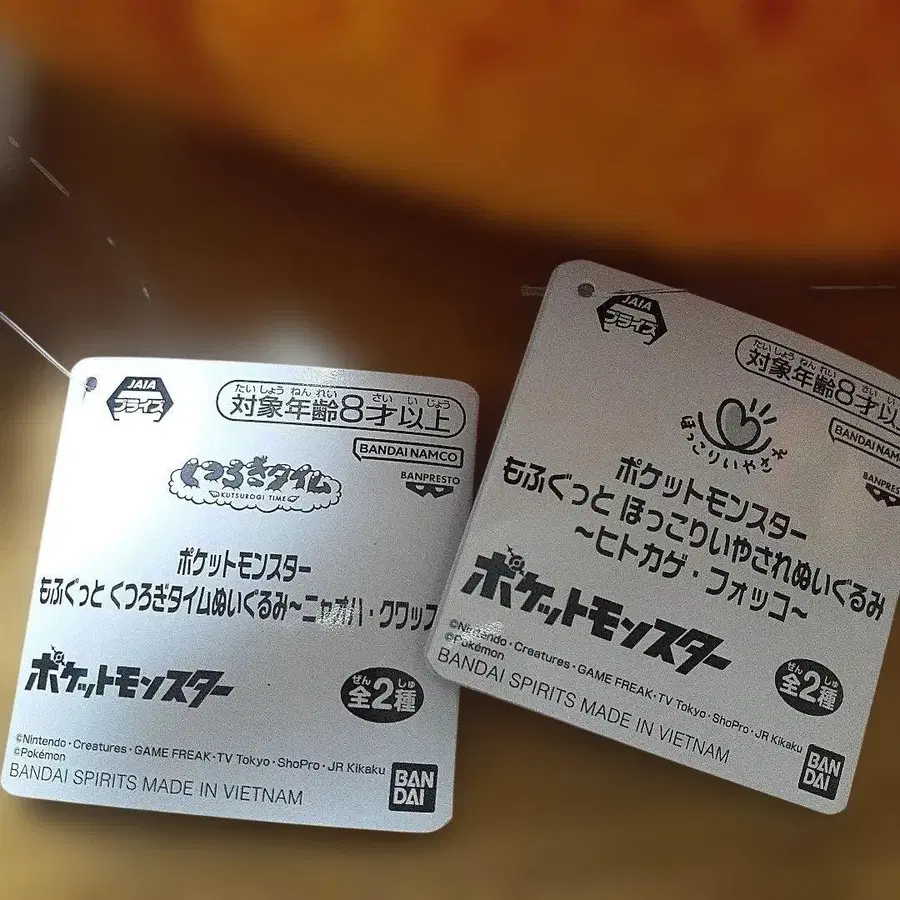 JAIA
プライズ
たいしょうねんれい さい いじょう
対象年齢8才以上
BANDAI NAMCO
BANPRESTO
くつろぎタイム
KUTSUROGI TIME
ポケットモンスター
もふぐっと くつろぎタイムぬいぐるみ~ニャオハ・クワッス
ポケットモンスター
ぜん しゅ
全2種
©Nintendo・Creatures・GAME FREAK・TV Tokyo・ShoPro・JR Kikaku
©Pokémon
BANDAI SPIRITS MADE IN VIETNAM
BAN
DAI
JAIA
プライズ
たいしょうねんれい さい い
対象年齢8才以
BANDAI NAM
BANPRES
ほっこりいやされ
ポケットモンスター
もふぐっと ほっこりいやされぬいぐるみ
~ヒトカゲ・フォッコ~
ポケットモンスター
ぜん しゅ
全2種
©Nintendo・Creatures・GAME FREAK・TV Tokyo・ShoPro・JR Kikaku
©Pokémon
BANDAI SPIRITS MADE IN VIETNAM
BAN
DAI